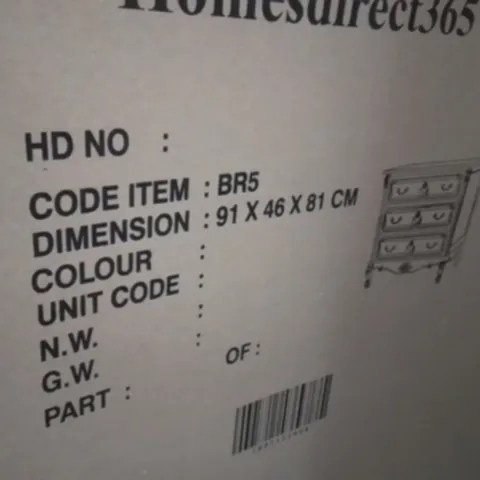 Homesdirect365
HD NO :
CODE ITEM : BR5
DIMENSION : 91 X 46 X 81 CM
COLOUR :
UNIT CODE :
N.W. :
G.W. :
PART : OF :